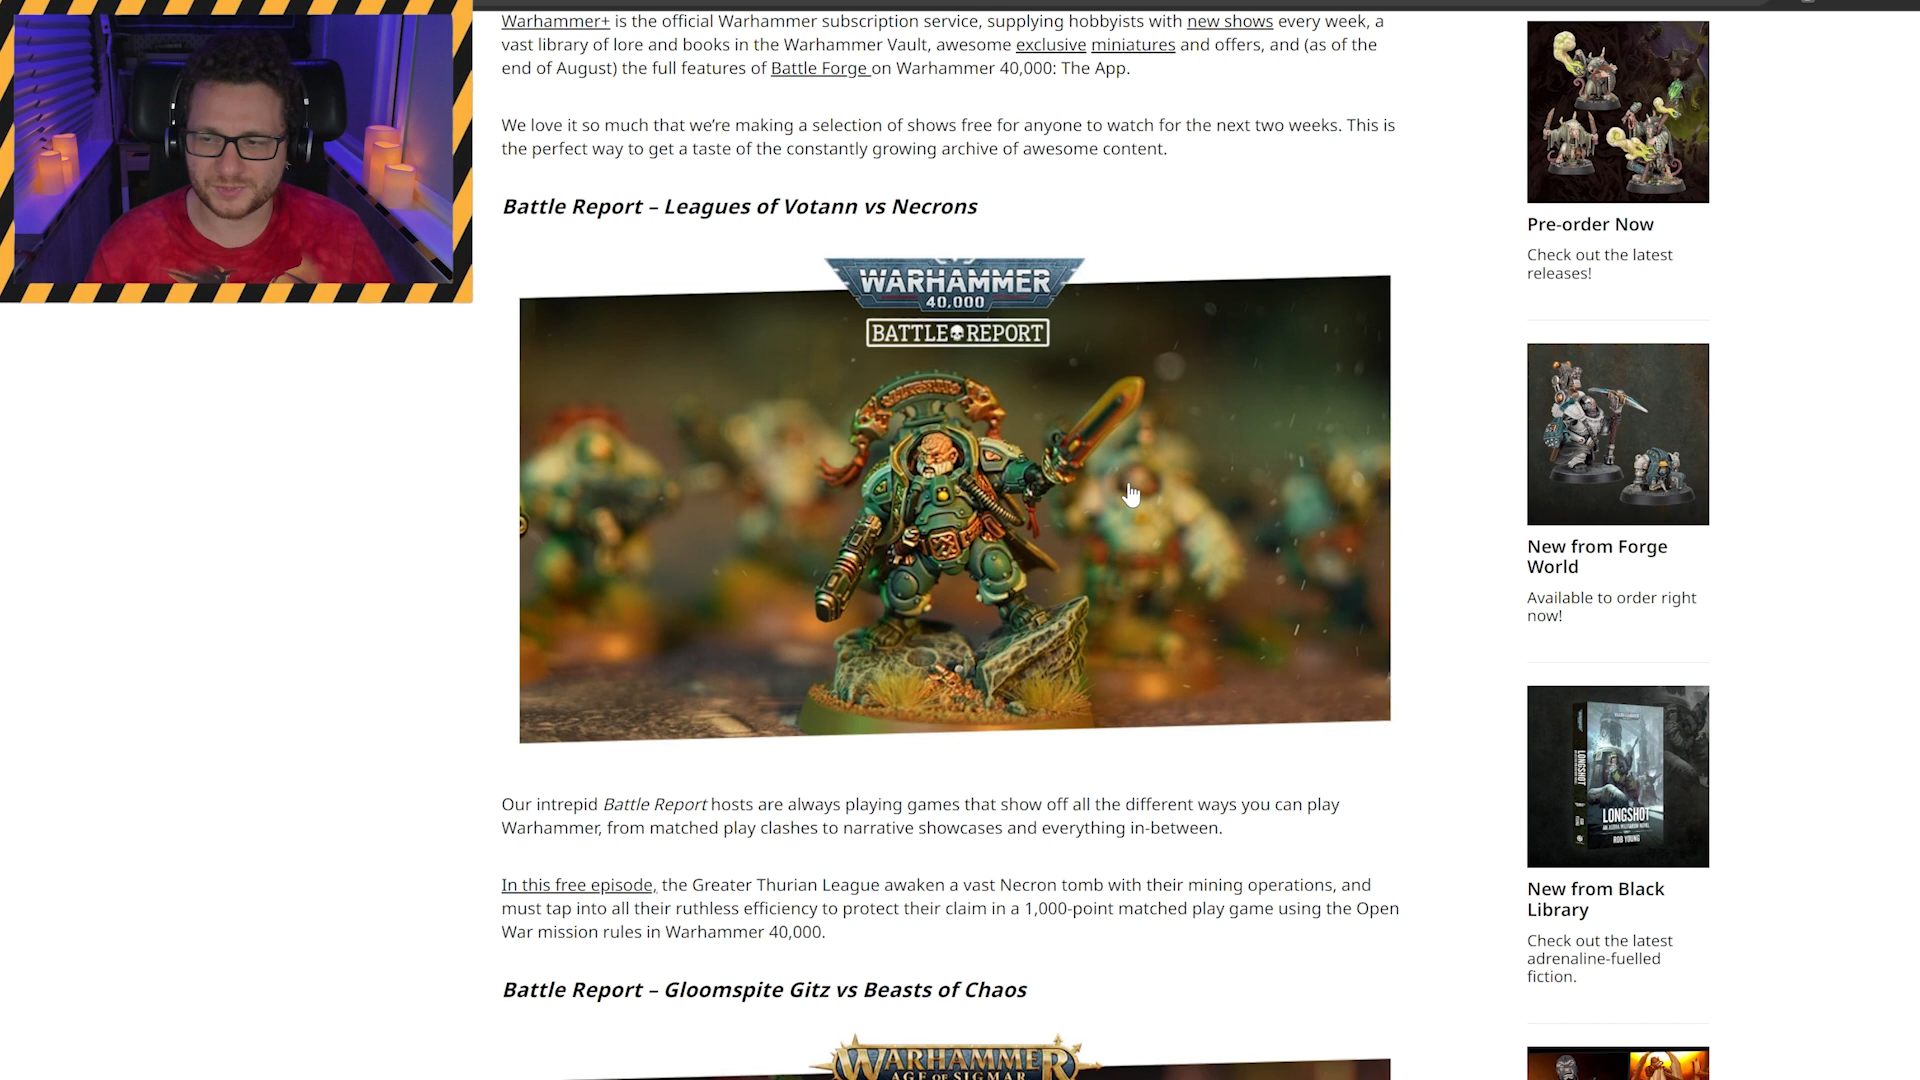 Warhammer+ is the official Warhammer subscription service, supplying hobbyists with new shows every week, a
vast library of lore and books in the Warhammer Vault, awesome exclusive miniatures and offers, and (as of the
end of August) the full features of Battle Forge on Warhammer 40,000: The App.
We love it so much that we’re making a selection of shows free for anyone to watch for the next two weeks. This is
the perfect way to get a taste of the constantly growing archive of awesome content.
Battle Report – Leagues of Votann vs Necrons
WARHAMMER
40,000
BATTLE REPORT
Our intrepid Battle Report hosts are always playing games that show off all the different ways you can play
Warhammer, from matched play clashes to narrative showcases and everything in-between.
In this free episode, the Greater Thurian League awaken a vast Necron tomb with their mining operations, and
must tap into all their ruthless efficiency to protect their claim in a 1,000-point matched play game using the Open
War mission rules in Warhammer 40,000.
Battle Report – Gloomspite Gitz vs Beasts of Chaos
WARHAMMER
AGE OF SIGMAR
Pre-order Now
Check out the latest
releases!
New from Forge
World
Available to order right
now!
LONGSHOT
LONGSHOT
AN ASTRA MILITARUM NOVEL
ROB YOUNG
New from Black
Library
Check out the latest
adrenaline-fuelled
fiction.